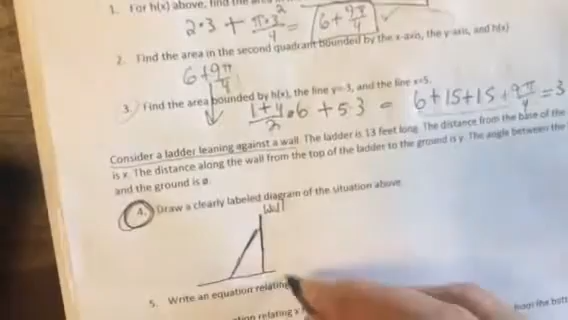 1. For h(x) above, find the area
2·3 + π·3²/4 = 6+9π/4 ✓
2. Find the area in the second quadrant bounded by the x-axis, the y-axis, and h(x)
6+9π/4
3. Find the area bounded by h(x), the line y=-3, and the line x=5.
1+4/2 • 6 + 5·3 = 6+15+15+9π/4 = 3
Consider a ladder leaning against a wall. The ladder is 13 feet long. The distance from the base of the
is x. The distance along the wall from the top of the ladder to the ground is y. The angle between the
and the ground is ø.
4. Draw a clearly labeled diagram of the situation above.
Wall
5. Write an equation relating
relating x
from the bott